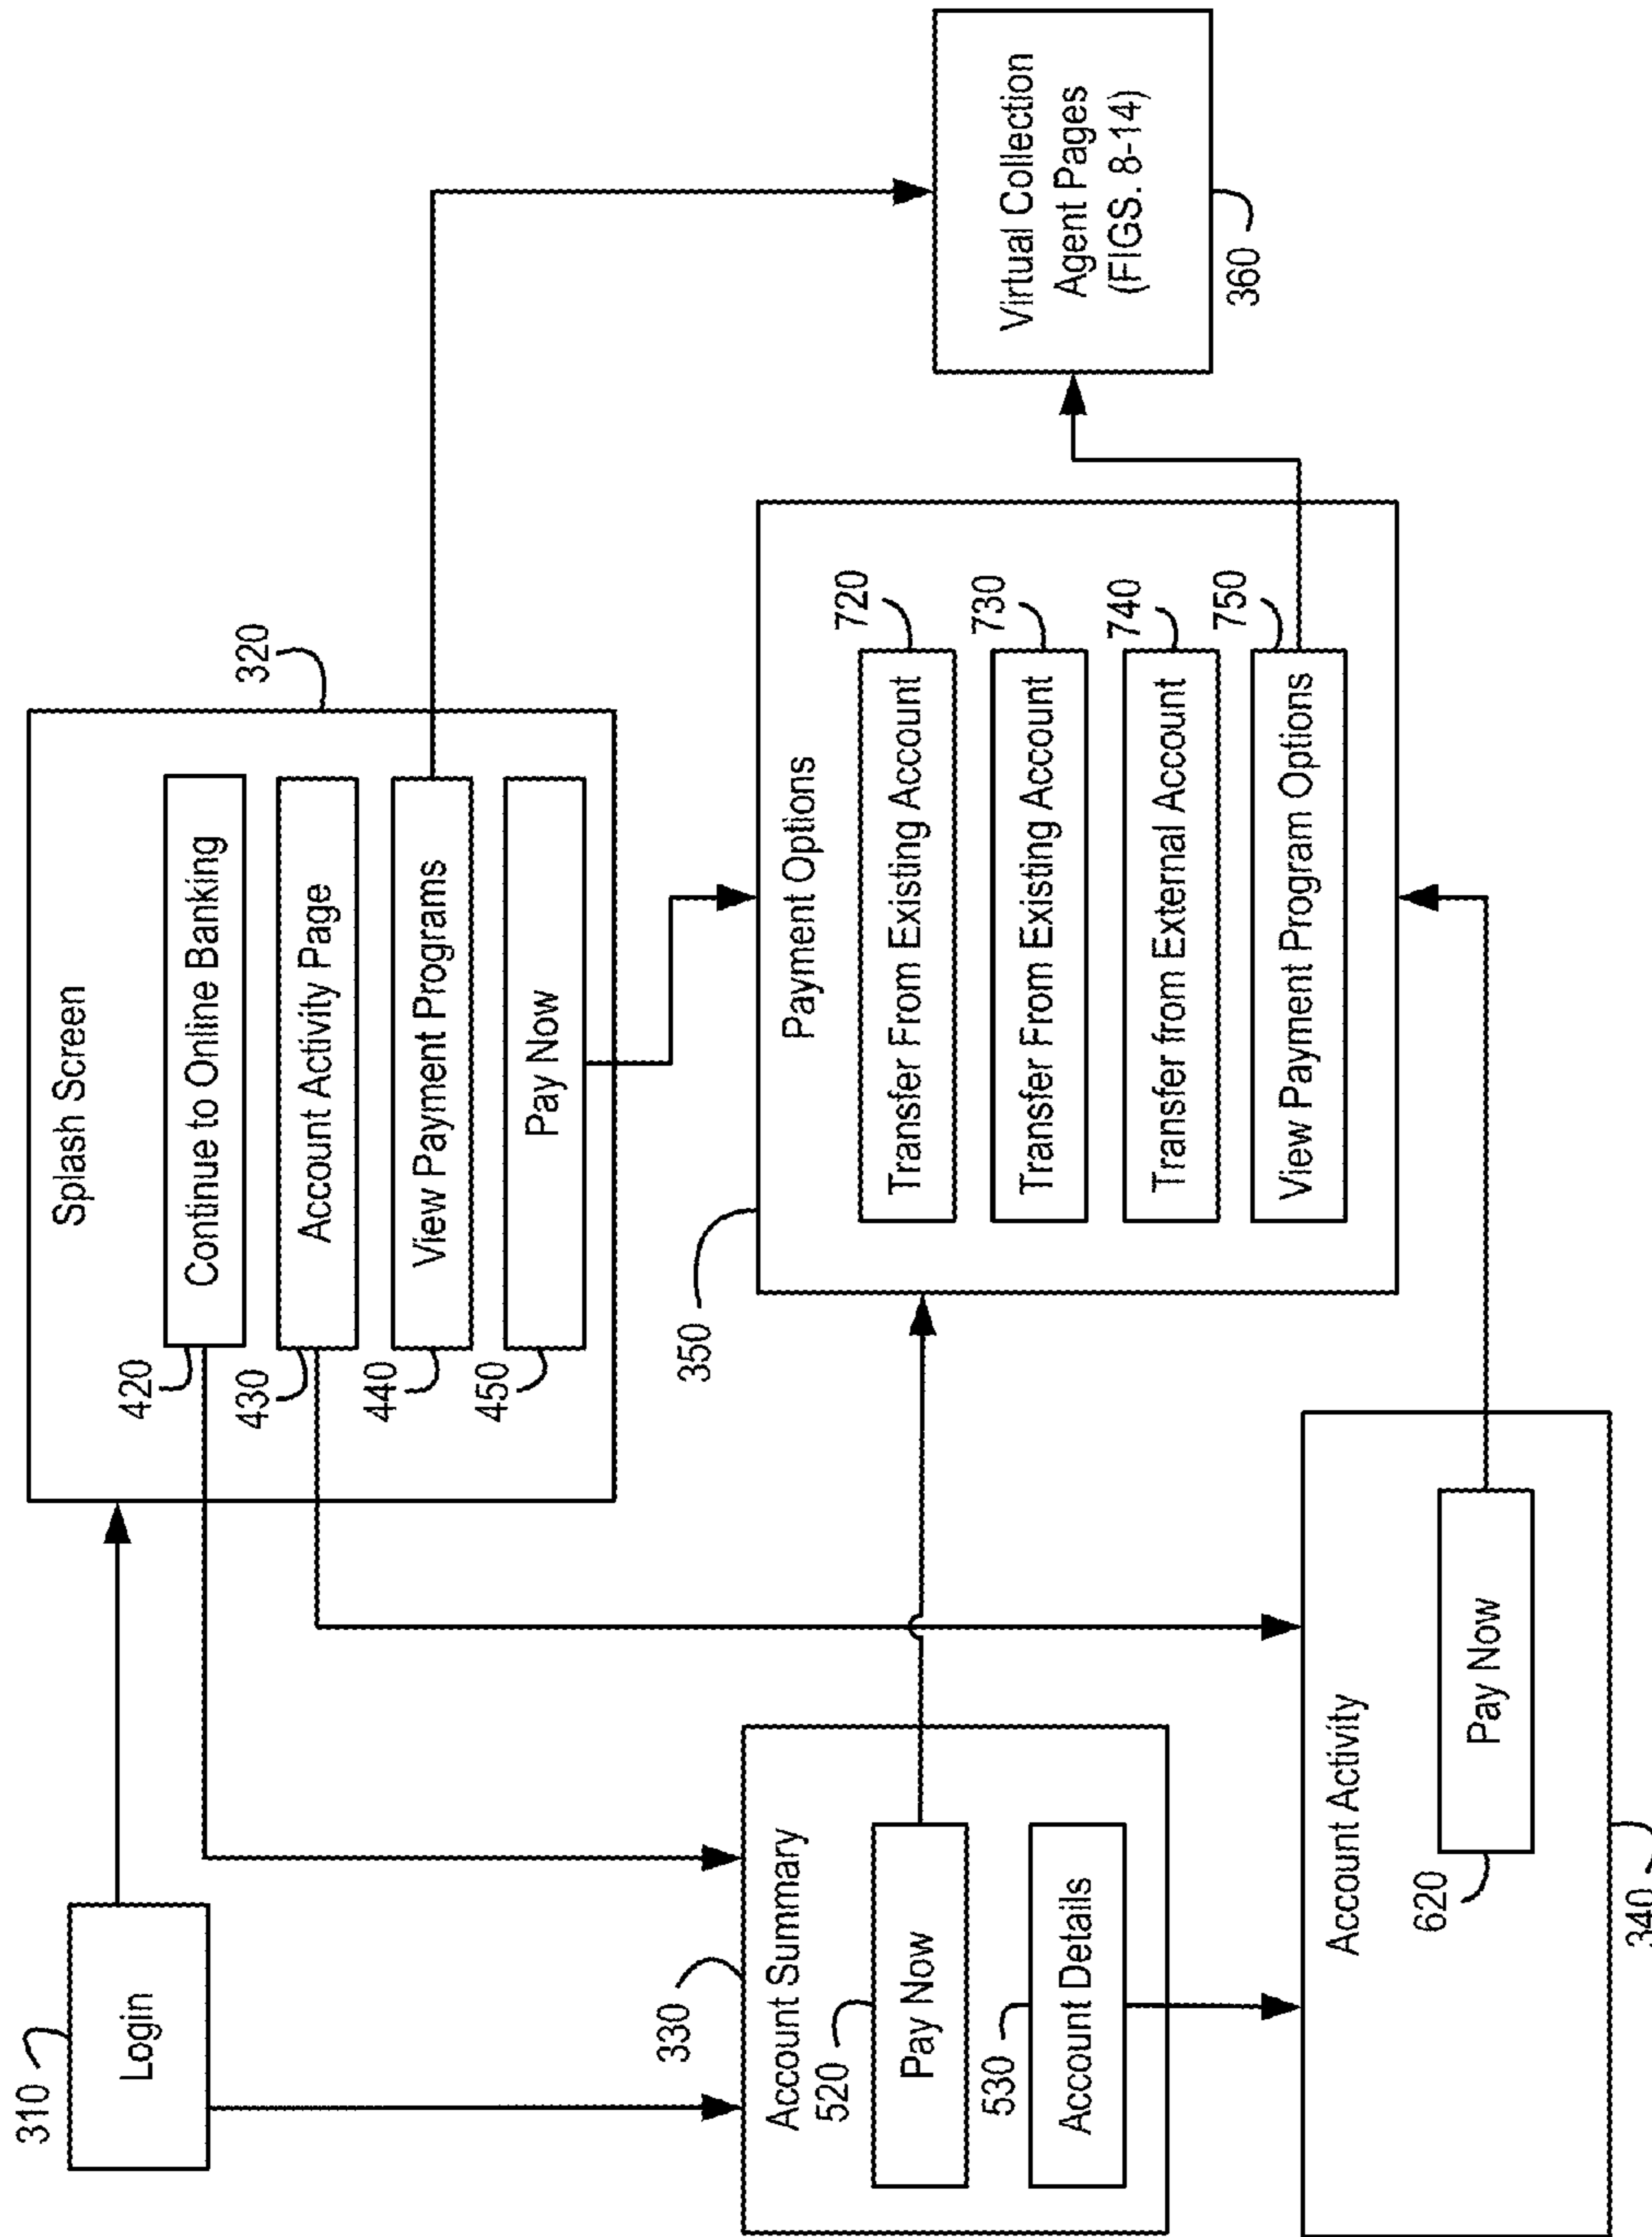 310
Login
Splash Screen
320
420
Continue to Online Banking
430
Account Activity Page
440
View Payment Programs
450
Pay Now
330
Account Summary
520
Pay Now
530
Account Details
350
Payment Options
Transfer From Existing Account
720
Transfer From Existing Account
730
Transfer from External Account
740
View Payment Program Options
750
Virtual Collection
Agent Pages
(FIGS. 8-14)
360
Account Activity
620
Pay Now
340